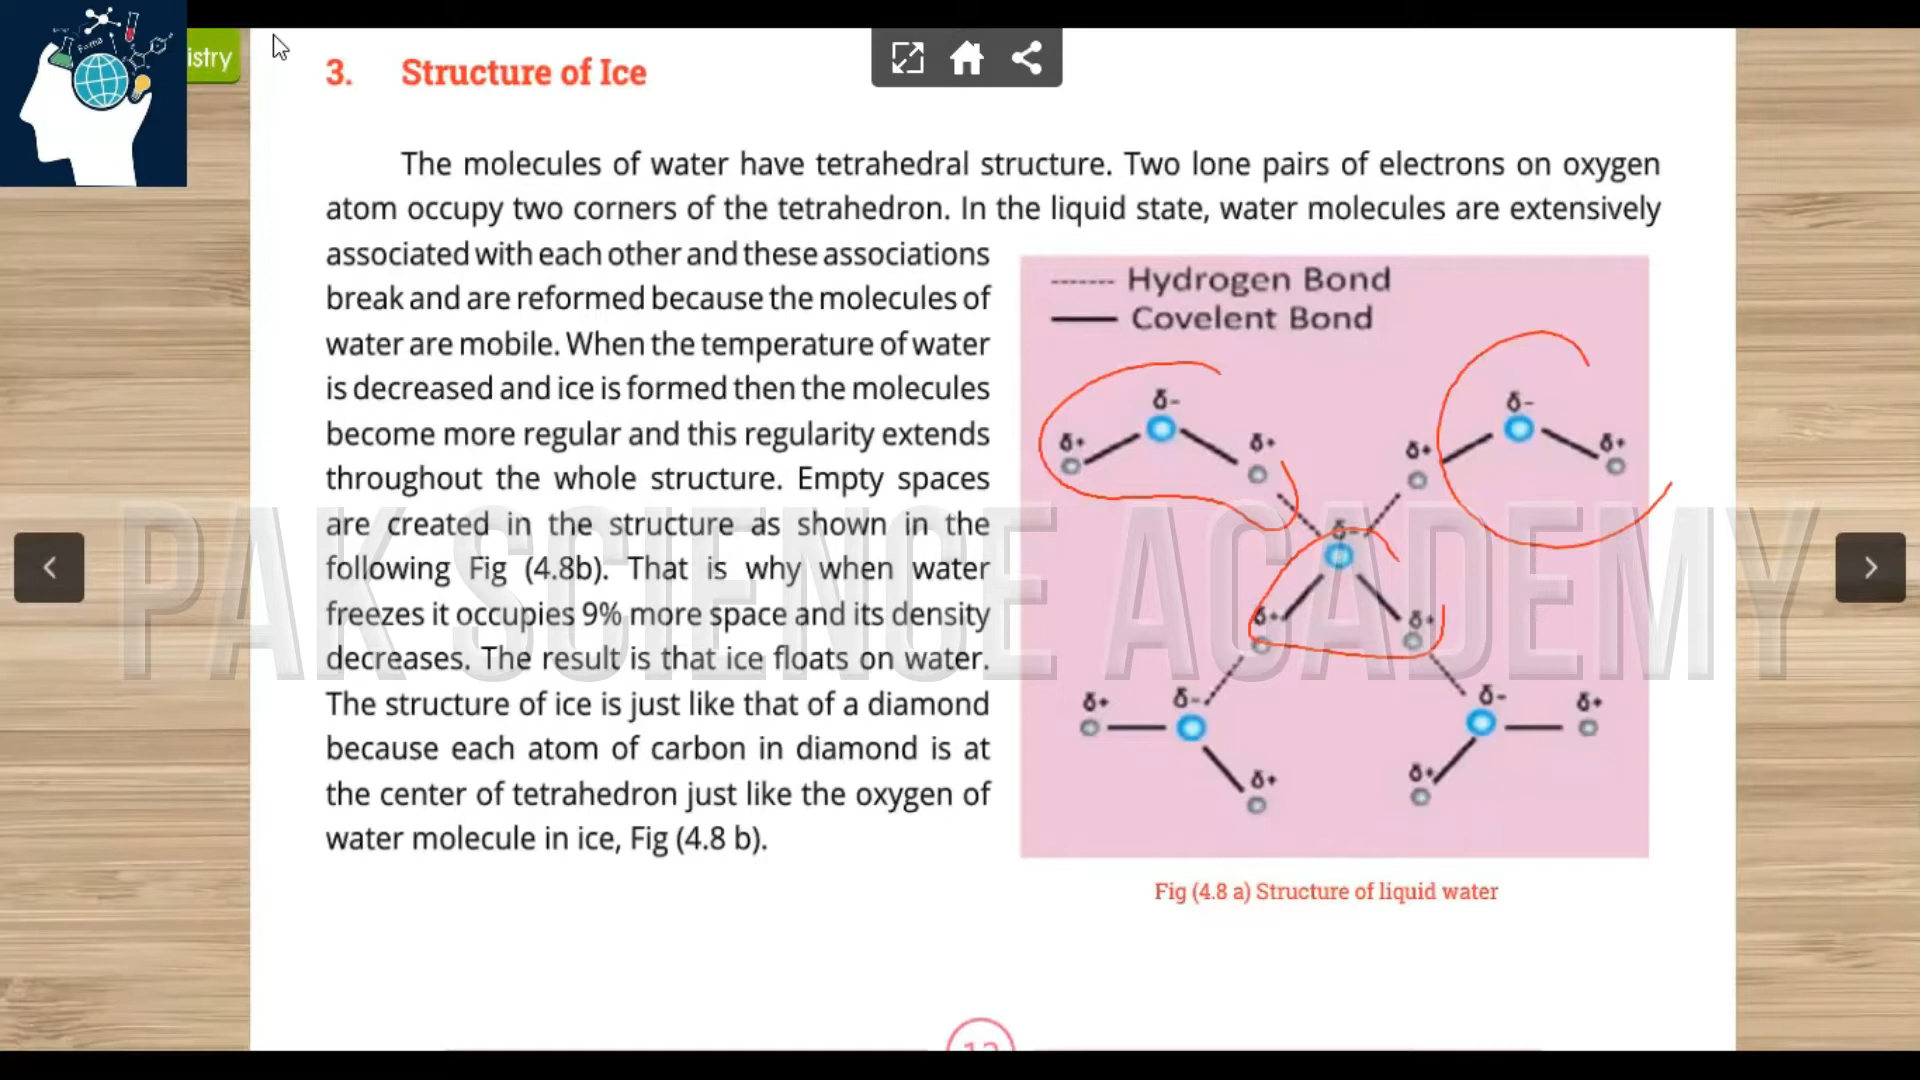 istry
3. Structure of Ice
The molecules of water have tetrahedral structure. Two lone pairs of electrons on oxygen
atom occupy two corners of the tetrahedron. In the liquid state, water molecules are extensively
associated with each other and these associations
break and are reformed because the molecules of
water are mobile. When the temperature of water
is decreased and ice is formed then the molecules
become more regular and this regularity extends
throughout the whole structure. Empty spaces
are created in the structure as shown in the
following Fig (4.8b). That is why when water
freezes it occupies 9% more space and its density
decreases. The result is that ice floats on water.
The structure of ice is just like that of a diamond
because each atom of carbon in diamond is at
the center of tetrahedron just like the oxygen of
water molecule in ice, Fig (4.8 b).
Hydrogen Bond
Covelent Bond
δ- δ-
δ+ δ+ δ+ δ+
δ-
δ+ δ+
δ+ δ- δ- δ+
δ+ δ+
Fig (4.8 a) Structure of liquid water
PAK SCIENCE ACADEMY